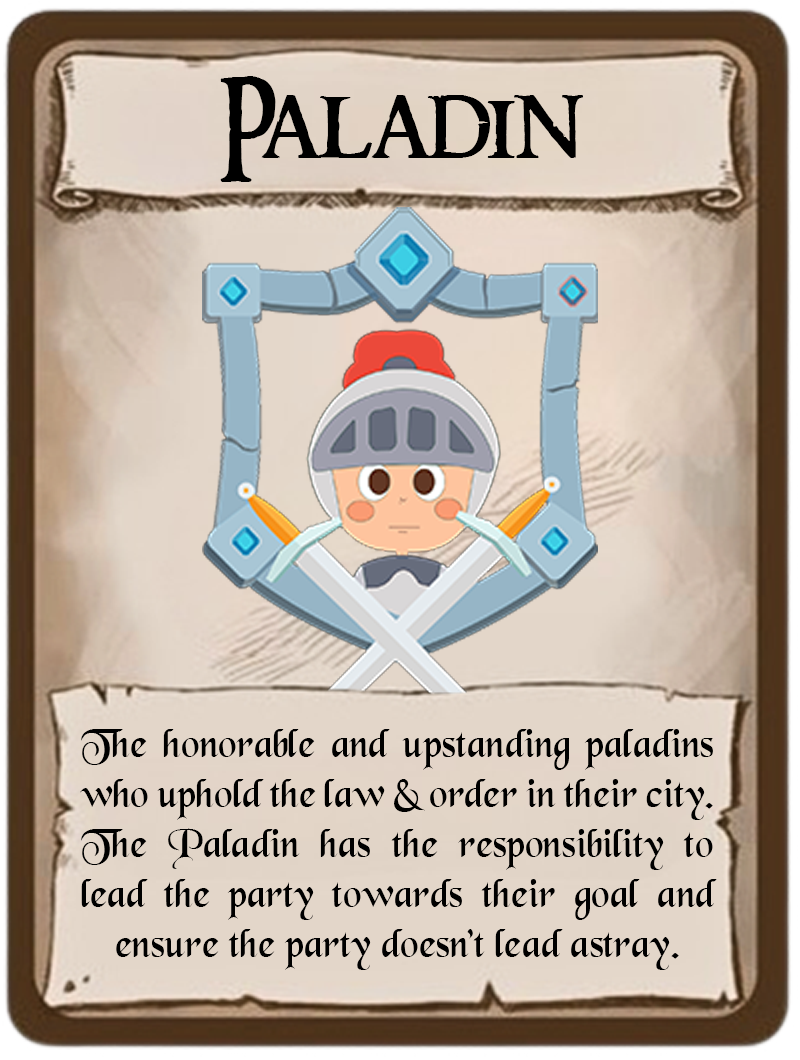 PALADIN
The honorable and upstanding paladins
who uphold the law & order in their city.
The Paladin has the responsibility to
lead the party towards their goal and
ensure the party doesn't lead astray.